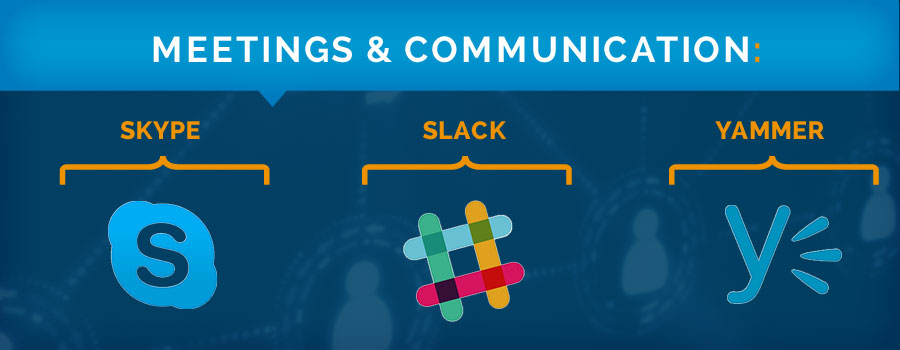 MEETINGS & COMMUNICATION:
SKYPE
SLACK
YAMMER
S
y